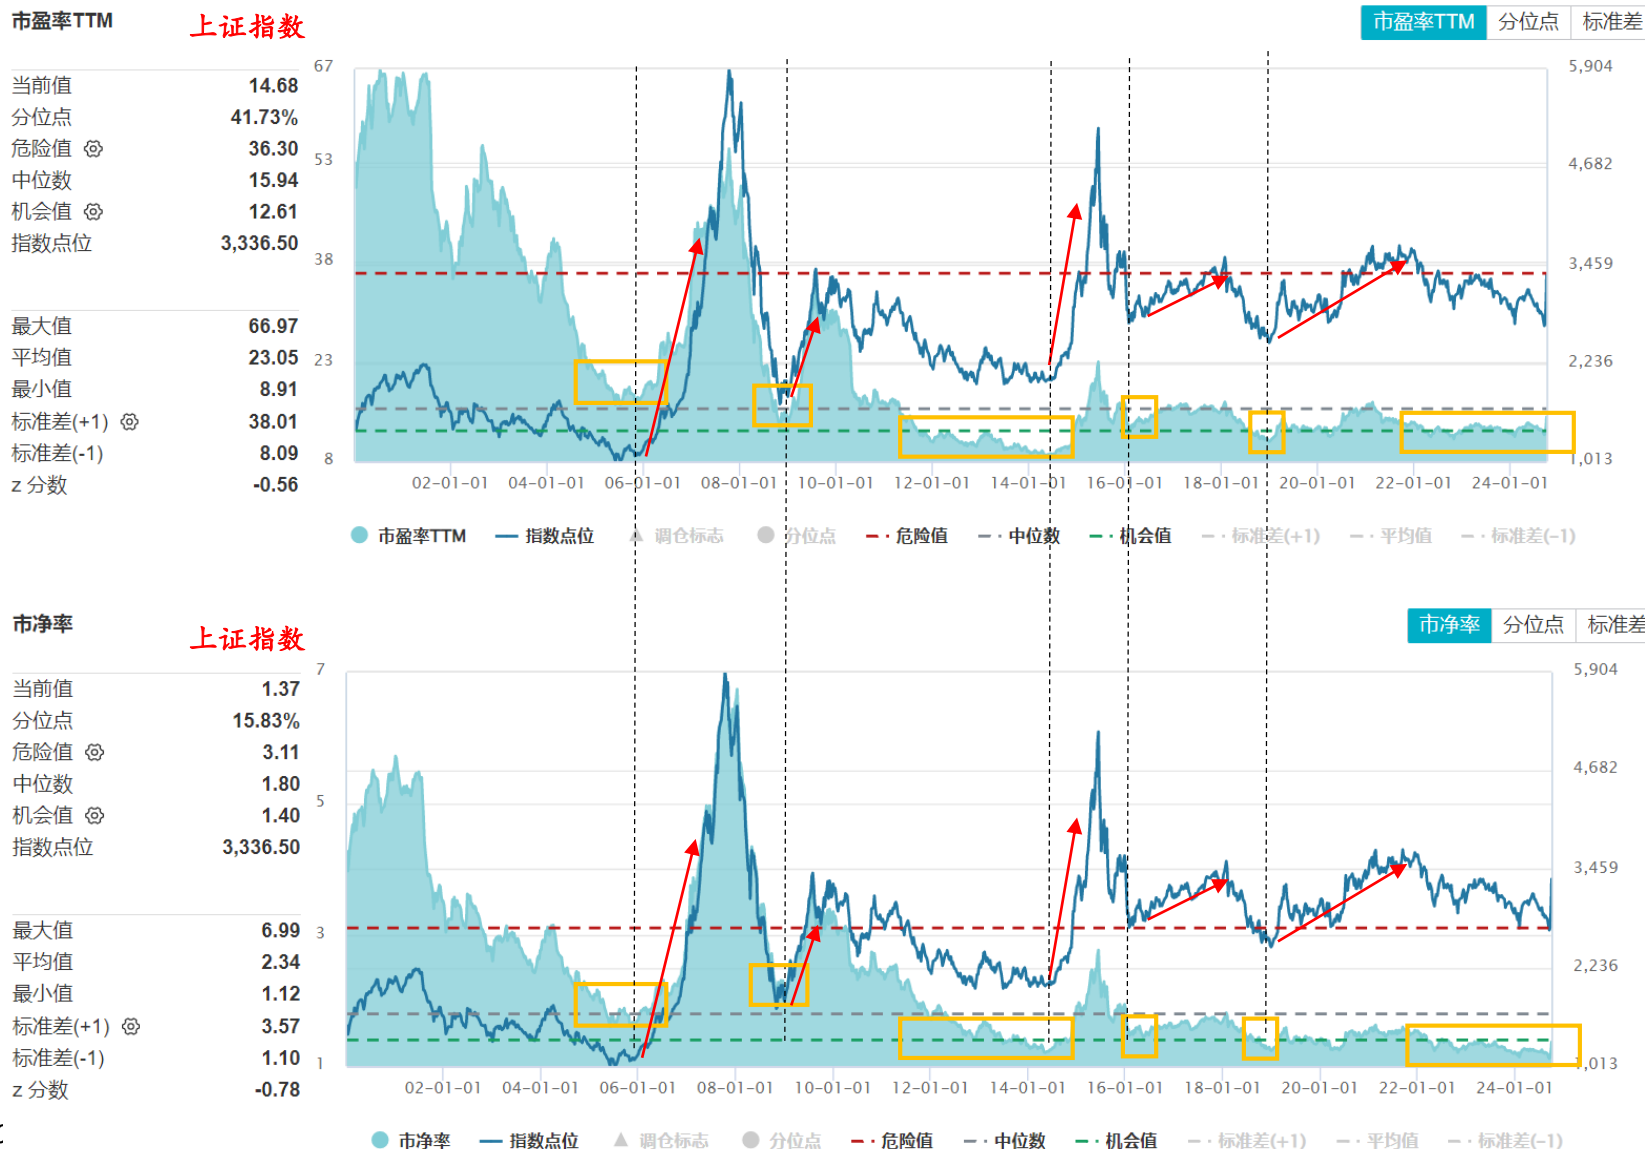 市盈率TTM 上证指数 市盈率TTM 分位点 标准差
当前值 14.68
分位点 41.73%
危险值 36.30
中位数 15.94
机会值 12.61
指数点位 3,336.50
最大值 66.97
平均值 23.05
最小值 8.91
标准差(+1) 38.01
标准差(-1) 8.09
z 分数 -0.56
67 5,904
53 4,682
38 3,459
23 2,236
8 1,013
02-01-01 04-01-01 06-01-01 08-01-01 10-01-01 12-01-01 14-01-01 16-01-01 18-01-01 20-01-01 22-01-01 24-01-01
市盈率TTM 指数点位 调仓标志 分位点 危险值 中位数 机会值 标准差(+1) 平均值 标准差(-1)
市净率 上证指数 市净率 分位点 标准差
当前值 1.37
分位点 15.83%
危险值 3.11
中位数 1.80
机会值 1.40
指数点位 3,336.50
最大值 6.99
平均值 2.34
最小值 1.12
标准差(+1) 3.57
标准差(-1) 1.10
z 分数 -0.78
7 5,904
5 4,682
3 3,459
2,236
1 1,013
02-01-01 04-01-01 06-01-01 08-01-01 10-01-01 12-01-01 14-01-01 16-01-01 18-01-01 20-01-01 22-01-01 24-01-01
市净率 指数点位 调仓标志 分位点 危险值 中位数 机会值 标准差(+1) 平均值 标准差(-1)